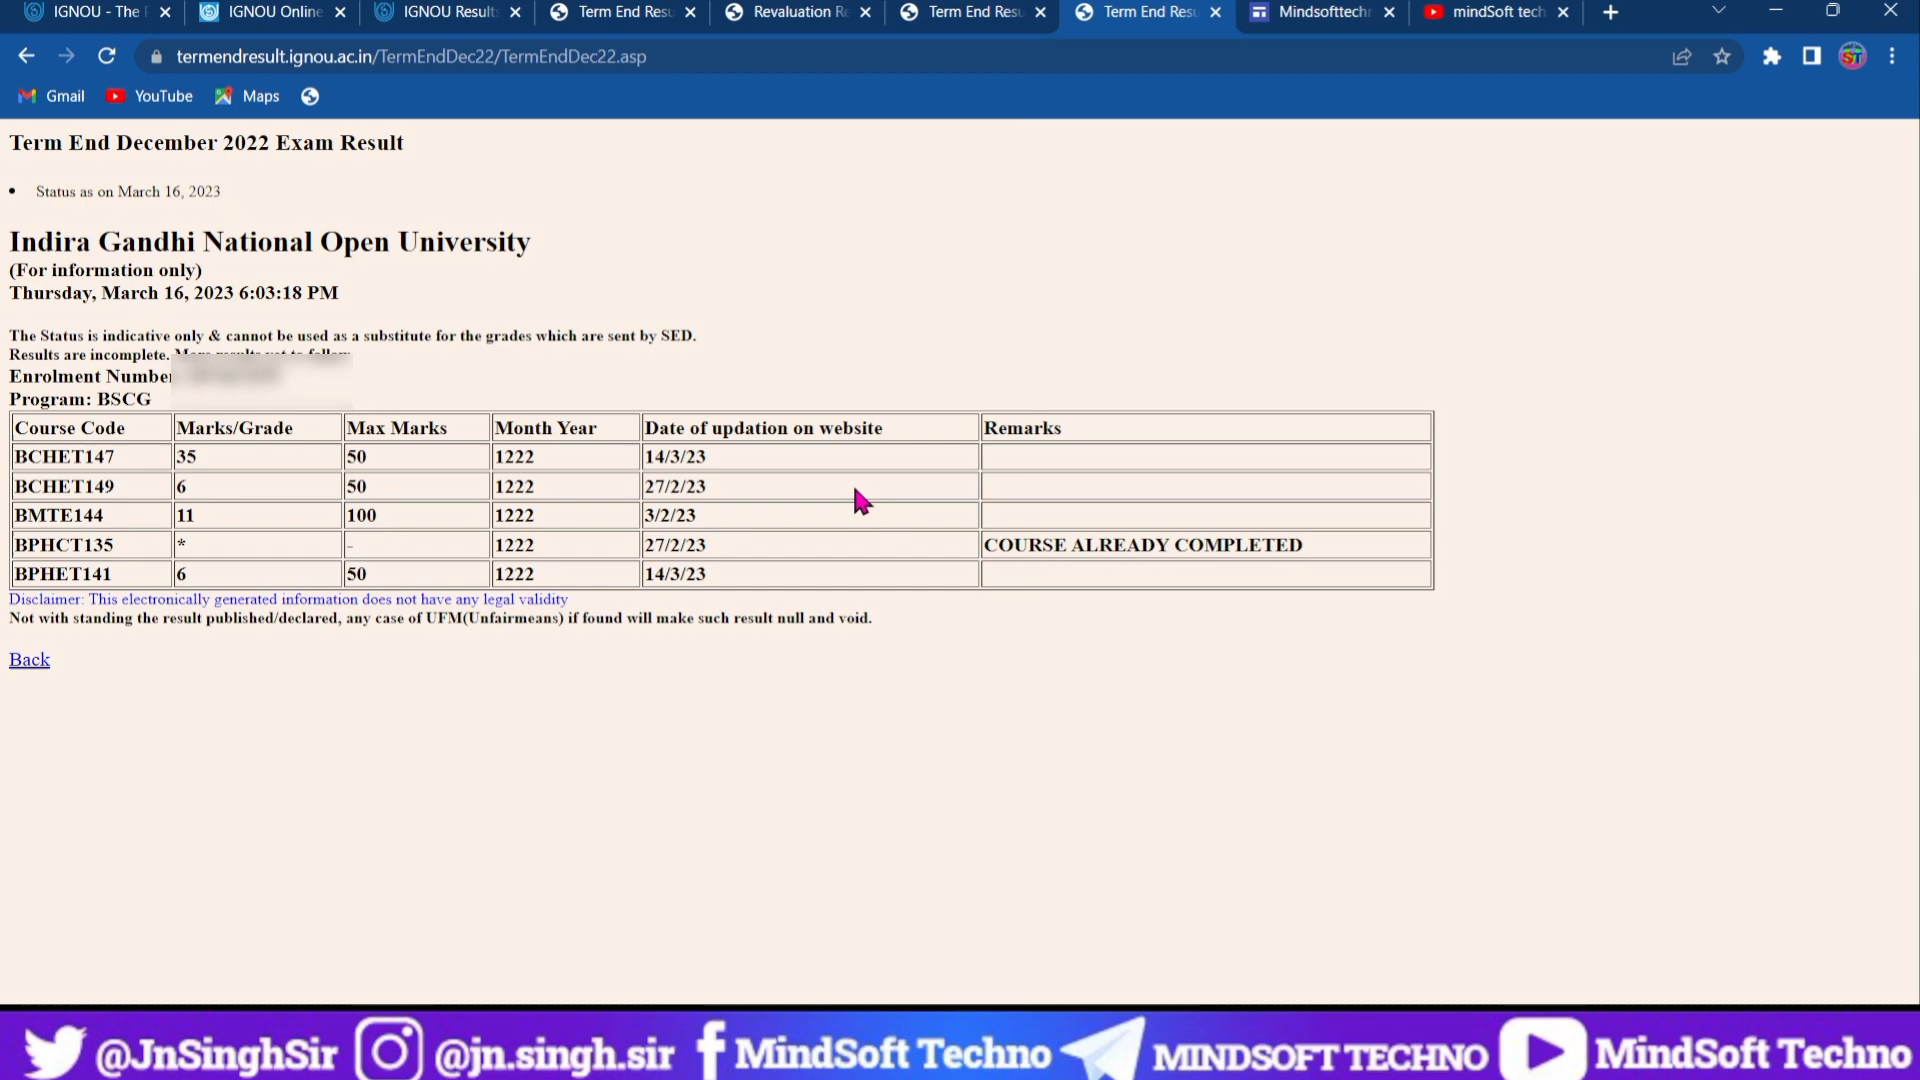 IGNOU - The
IGNOU Online
IGNOU Results
Term End Resu
Revaluation Re
Term End Resu
Term End Resu
Mindsofttechn
mindSoft tech
termendresult.ignou.ac.in/TermEndDec22/TermEndDec22.asp
ST
Gmail YouTube Maps
Term End December 2022 Exam Result
• Status as on March 16, 2023
Indira Gandhi National Open University
(For information only)
Thursday, March 16, 2023 6:03:18 PM
The Status is indicative only & cannot be used as a substitute for the grades which are sent by SED.
Results are incomplete. More results yet to follow
Enrolment Number
Program: BSCG
Course Code Marks/Grade Max Marks Month Year Date of updation on website Remarks
BCHET147 35 50 1222 14/3/23
BCHET149 6 50 1222 27/2/23
BMTE144 11 100 1222 3/2/23
BPHCT135 * - 1222 27/2/23 COURSE ALREADY COMPLETED
BPHET141 6 50 1222 14/3/23
Disclaimer: This electronically generated information does not have any legal validity
Not with standing the result published/declared, any case of UFM(Unfairmeans) if found will make such result null and void.
Back
@JnSinghSir @jn.singh.sir MindSoft Techno MINDSOFT TECHNO MindSoft Techno